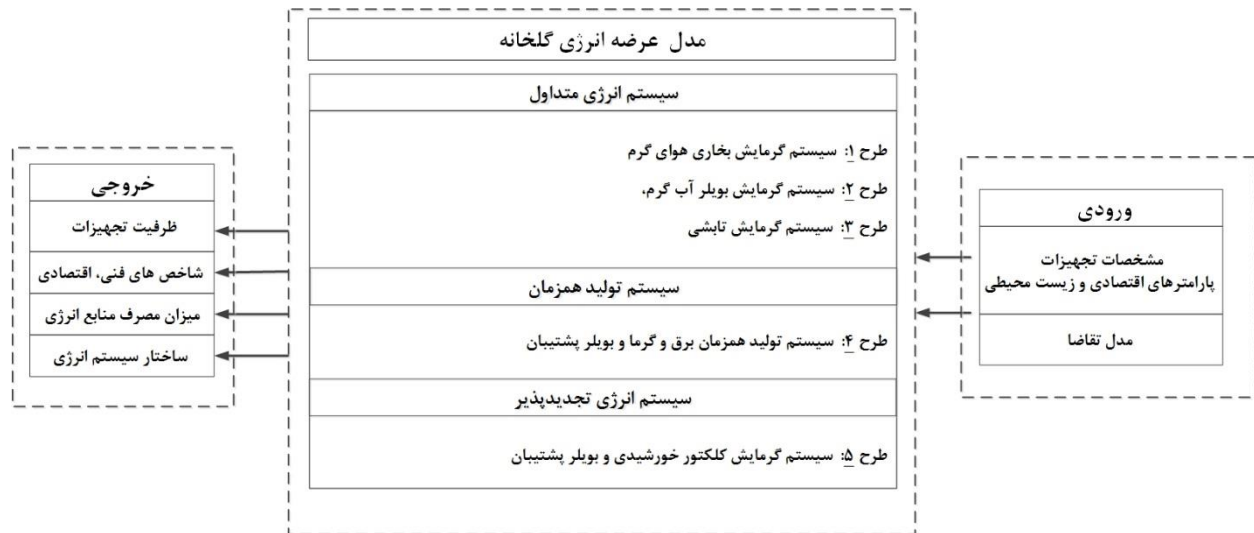 مدل عرضه انرژی گلخانه
سیستم انرژی متداول
طرح ۱: سیستم گرمایش بخاری هوای گرم
طرح ۲: سیستم گرمایش بویلر آب گرم،
طرح ۳: سیستم گرمایش تابشی
سیستم تولید همزمان
طرح ۴: سیستم تولید همزمان برق و گرما و بویلر پشتیبان
سیستم انرژی تجدیدپذیر
طرح ۵: سیستم گرمایش کلکتور خورشیدی و بویلر پشتیبان
ورودی
مشخصات تجهیزات
پارامترهای اقتصادی و زیست محیطی
مدل تقاضا
خروجی
ظرفیت تجهیزات
شاخص های فنی، اقتصادی
میزان مصرف منابع انرژی
ساختار سیستم انرژی